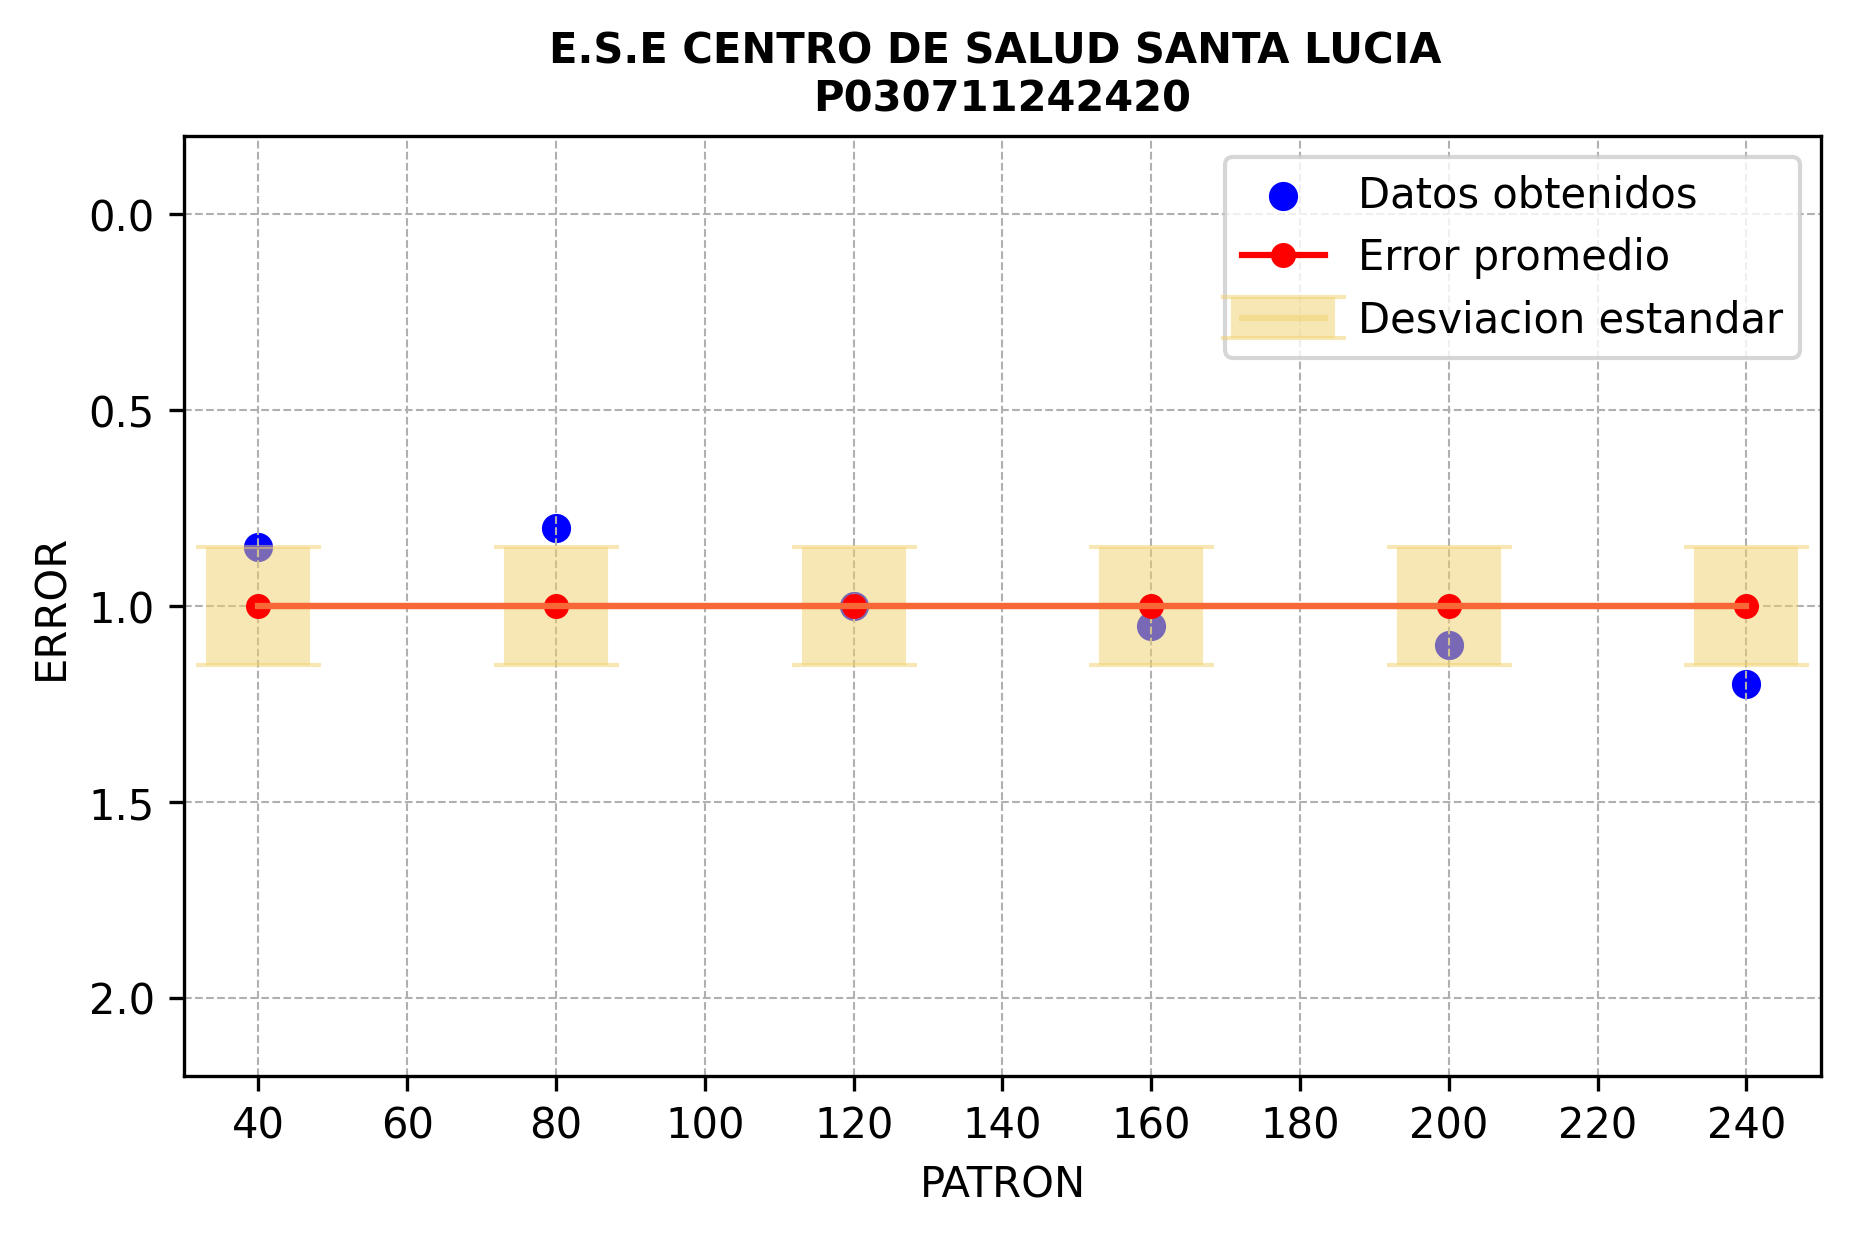 E.S.E CENTRO DE SALUD SANTA LUCIA
P030711242420
Datos obtenidos
Error promedio
Desviacion estandar
ERROR
0.0
0.5
1.0
1.5
2.0
40 60 80 100 120 140 160 180 200 220 240
PATRON